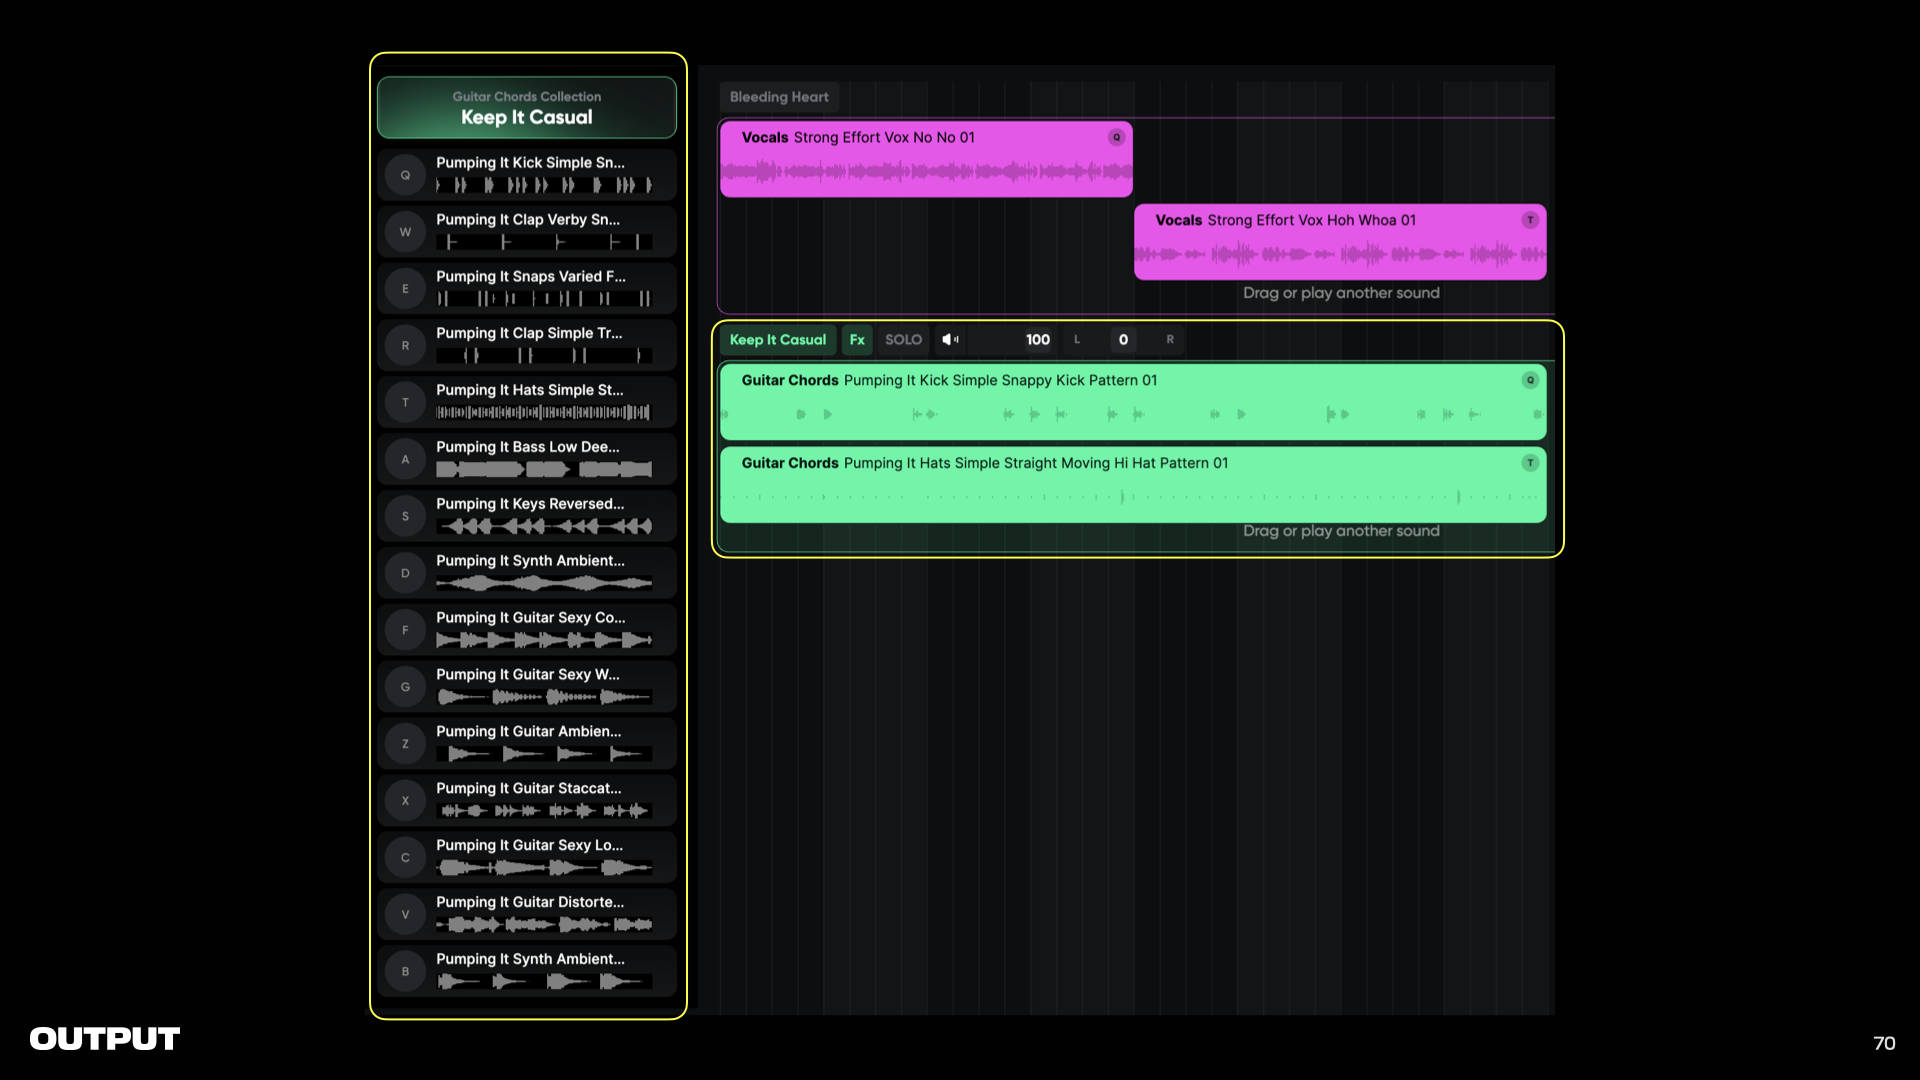 Guitar Chords Collection
Keep It Casual
Q
Pumping It Kick Simple Sn...
W
Pumping It Clap Verby Sn...
E
Pumping It Snaps Varied F...
R
Pumping It Clap Simple Tr...
T
Pumping It Hats Simple St...
A
Pumping It Bass Low Dee...
S
Pumping It Keys Reversed...
D
Pumping It Synth Ambient...
F
Pumping It Guitar Sexy Co...
G
Pumping It Guitar Sexy W...
Z
Pumping It Guitar Ambien...
X
Pumping It Guitar Staccat...
C
Pumping It Guitar Sexy Lo...
V
Pumping It Guitar Distorte...
B
Pumping It Synth Ambient...
Bleeding Heart
Vocals Strong Effort Vox No No 01 Q
Vocals Strong Effort Vox Hoh Whoa 01 T
Drag or play another sound
Keep It Casual Fx SOLO 100 L 0 R
Guitar Chords Pumping It Kick Simple Snappy Kick Pattern 01 Q
Guitar Chords Pumping It Hats Simple Straight Moving Hi Hat Pattern 01 T
Drag or play another sound
OUTPUT
70